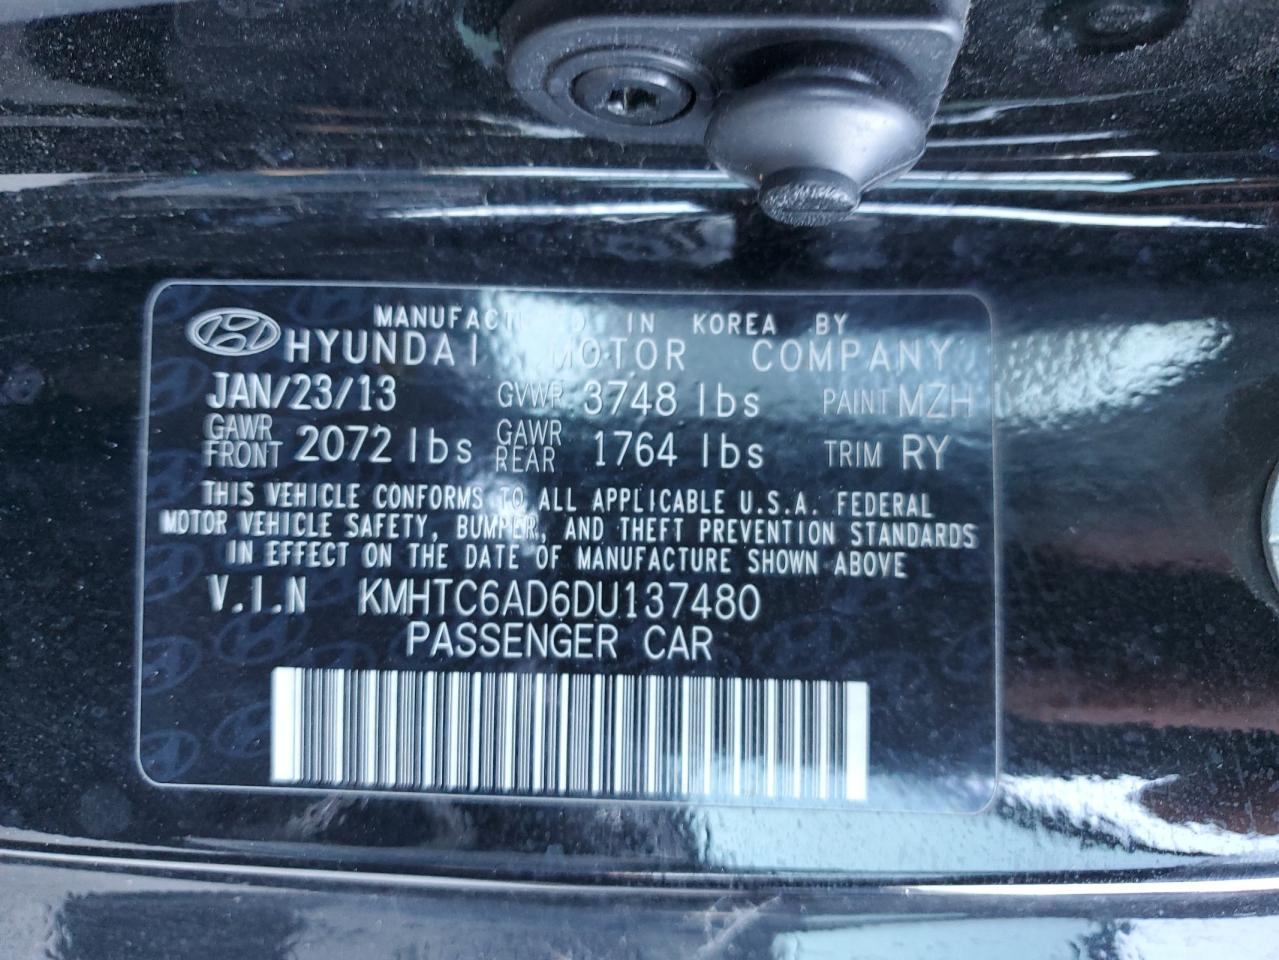 MANUFACTURED IN KOREA BY
HYUNDAI MOTOR COMPANY
JAN/23/13 GVWR 3748 lbs PAINT MZH
GAWR FRONT 2072 lbs GAWR REAR 1764 lbs TRIM RY
THIS VEHICLE CONFORMS TO ALL APPLICABLE U.S.A. FEDERAL
MOTOR VEHICLE SAFETY, BUMPER, AND THEFT PREVENTION STANDARDS
IN EFFECT ON THE DATE OF MANUFACTURE SHOWN ABOVE
V.I.N KMHTC6AD6DU137480
PASSENGER CAR